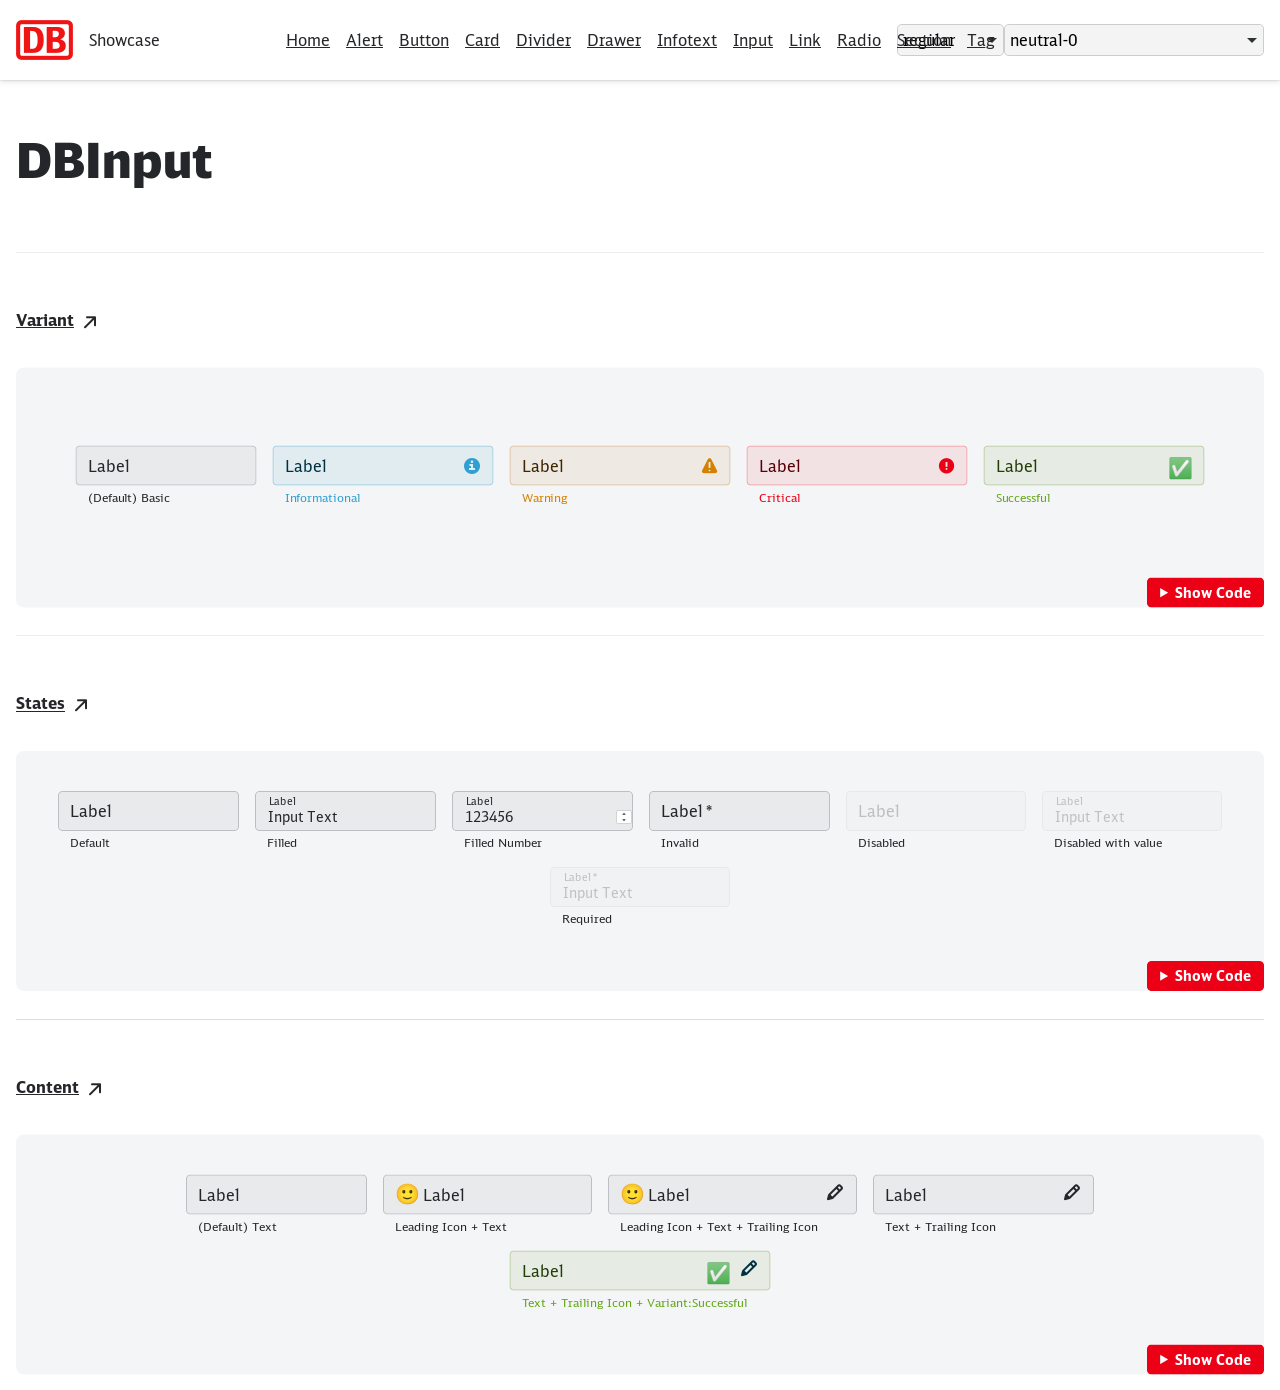 DB Showcase Home Alert Button Card Divider Drawer Infotext Input Link Radio Section Tag regular neutral-0
DBInput
Variant
Label Label Label Label Label
(Default) Basic Informational Warning Critical Successful
Show Code
States
Label Label Label Label * Label Label
Input Text 123456 Input Text
Default Filled Filled Number Invalid Disabled Disabled with value
Label *
Input Text
Required
Show Code
Content
Label Label Label Label
(Default) Text Leading Icon + Text Leading Icon + Text + Trailing Icon Text + Trailing Icon
Label
Text + Trailing Icon + Variant:Successful
Show Code